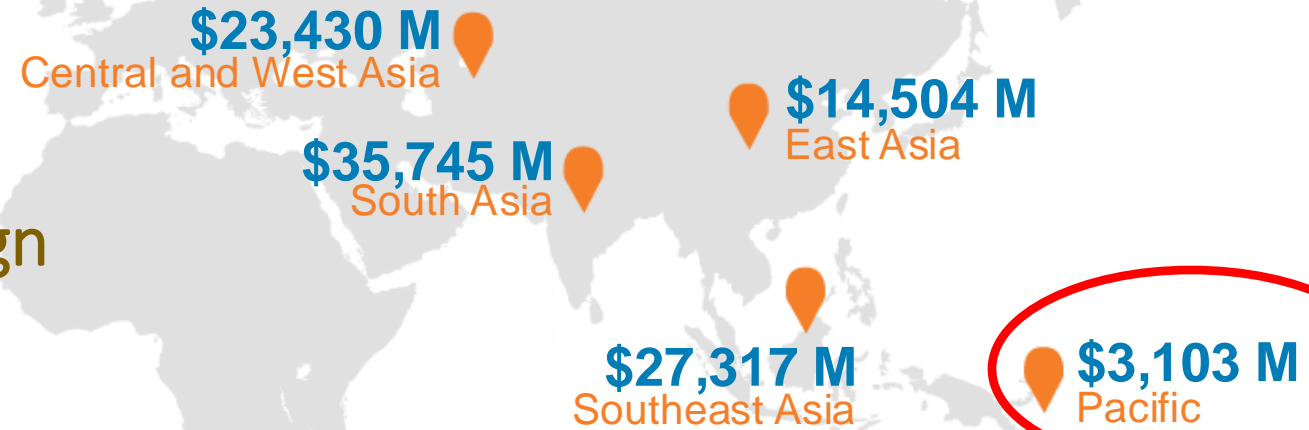 $23,430 M
Central and West Asia
$14,504 M
East Asia
$35,745 M
South Asia
gn
$27,317 M
Southeast Asia
$3,103 M
Pacific